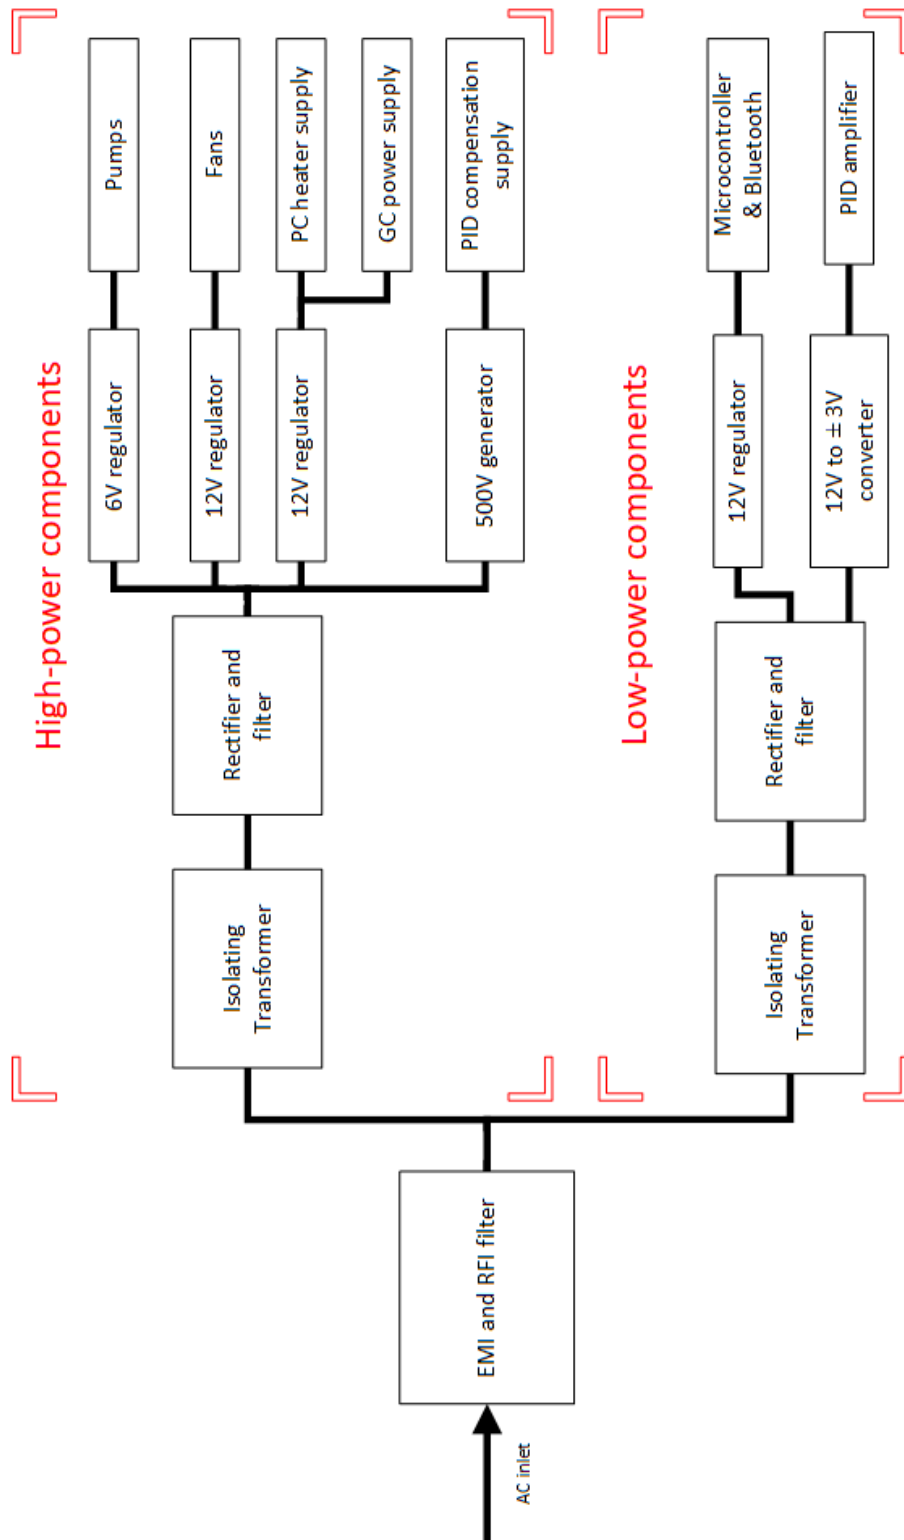 High-power components
Pumps
Fans
PC heater supply
GC power supply
PID compensation
supply
6V regulator
12V regulator
12V regulator
500V generator
Rectifier and
filter
Isolating
Transformer
Low-power components
Microcontroller
& Bluetooth
PID amplifier
12V regulator
12V to ±3V
converter
Rectifier and
filter
Isolating
Transformer
EMI and RFI filter
AC inlet